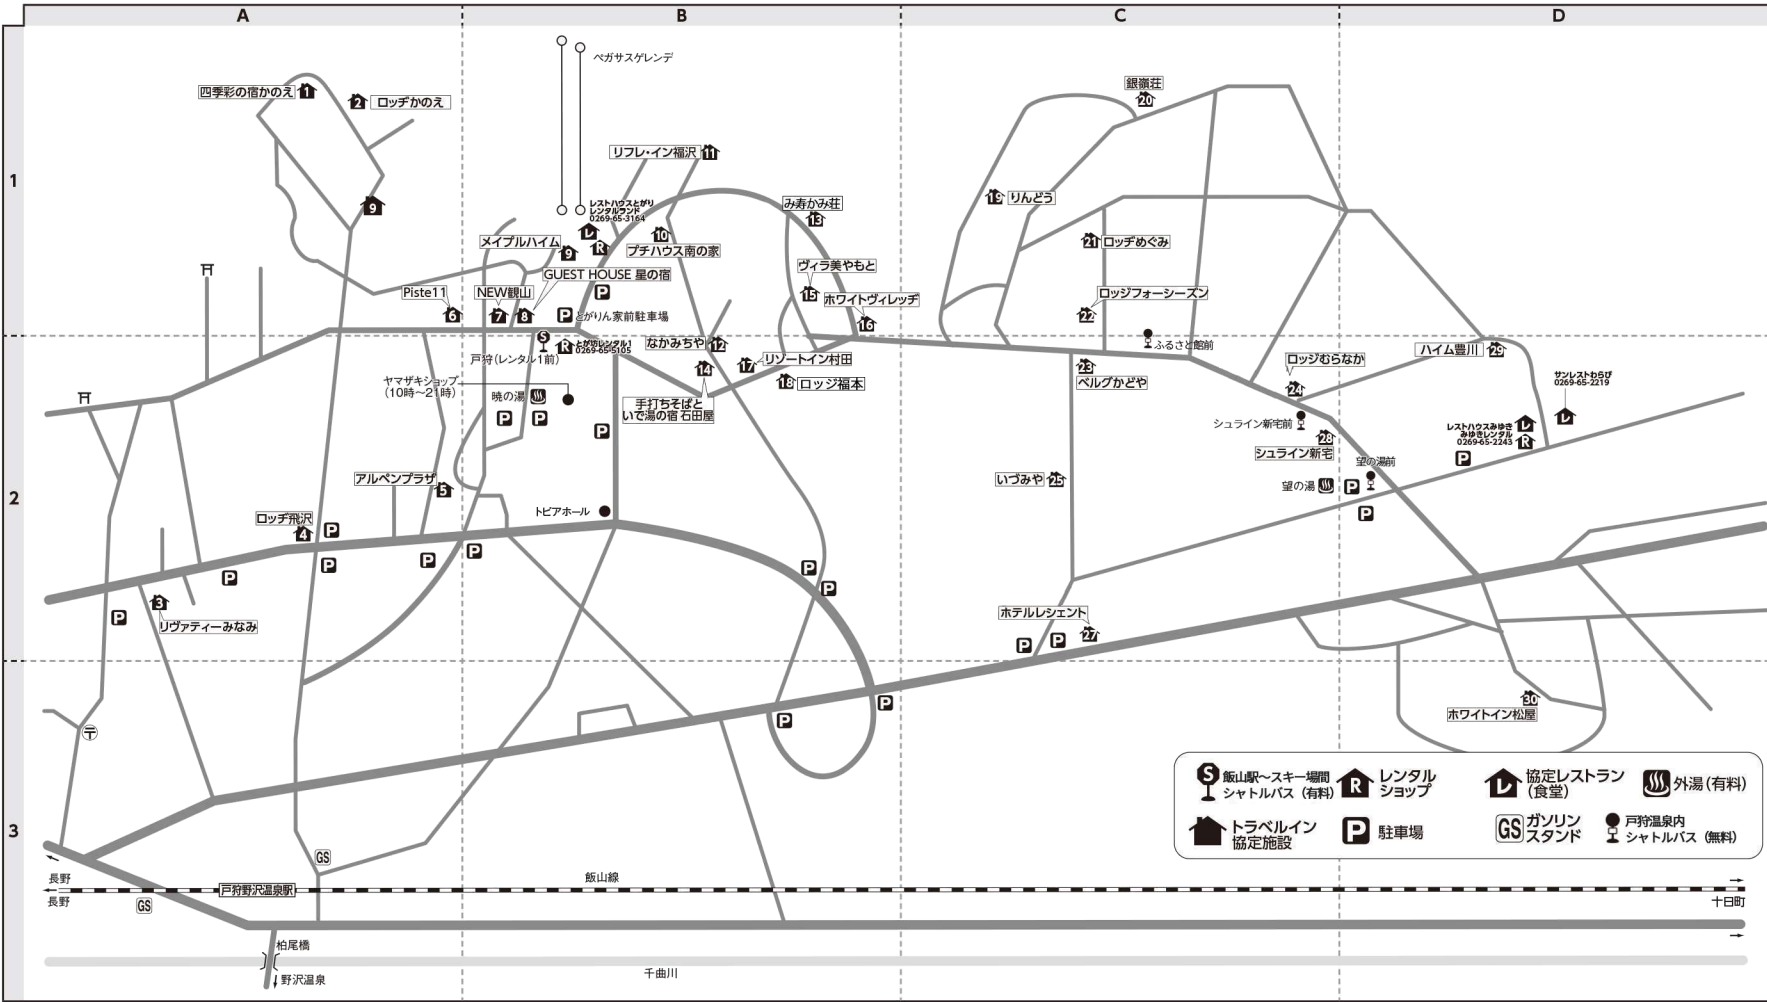 A
B
C
D
1
2
3
ペガサスゲレンデ
四季彩の宿かのえ
1
2
ロッヂかのえ
9
リフレ・イン福沢
11
レストハウスとがり
レンタルランド
0269-65-3164
レ
R
み寿かみ荘
13
メイプルハイム
9
10
プチハウス南の家
GUEST HOUSE 星の宿
ヴィラ美やもと
15
ホワイトヴィレッヂ
16
Piste11
6
NEW観山
7
8
P
P
とがりん家前駐車場
S
戸狩(レンタル1前)
R
とが坊レンタル1
0269-65-5105
なかみちや
12
14
手打ちそばと
いで湯の宿 石田屋
17
リゾートイン村田
18
ロッジ福本
ヤマザキショップ
(10時〜21時)
暁の湯
P
P
P
銀嶺荘
20
19
りんどう
21
ロッヂめぐみ
ロッジフォーシーズン
22
ふるさと館前
23
ベルグかどや
ロッジむらなか
24
ハイム豊川
29
サンレストわらび
0269-65-2219
レ
シュライン新宅前
28
シュライン新宅
レストハウスみゆき
みゆきレンタル
0269-65-2243
レ
R
P
望の湯前
望の湯
P
P
いづみや
25
アルペンプラザ
5
トピアホール
ロッヂ飛沢
4
P
P
P
P
P
P
P
P
3
リヴァティーみなみ
ホテルレジェント
27
P
P
P
P
30
ホワイトイン松屋
〒
GS
GS
長野
長野
戸狩野沢温泉駅
飯山線
十日町
柏尾橋
野沢温泉
千曲川
S
飯山駅〜スキー場間
シャトルバス (有料)
R
レンタル
ショップ
レ
協定レストラン
(食堂)
外湯(有料)
トラベルイン
協定施設
P
駐車場
GS
ガソリン
スタンド
戸狩温泉内
シャトルバス (無料)